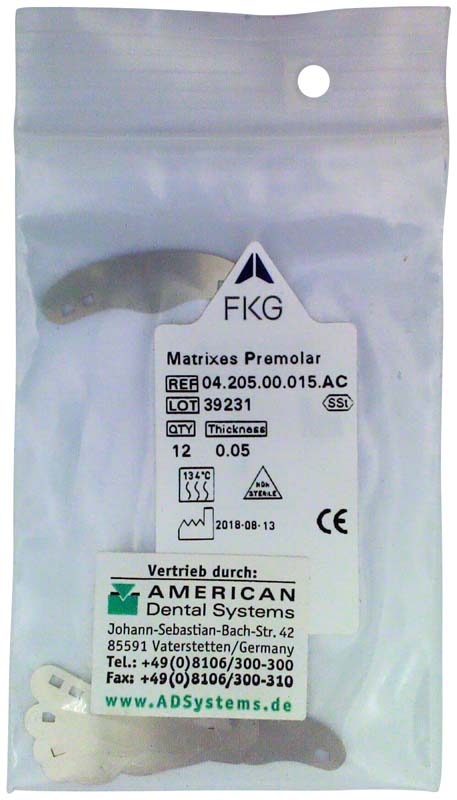 FKG
Matrixes Premolar
REF 04.205.00.015.AC
LOT 39231 SSt
QTY Thickness
12 0.05
134°C NON STERILE
2018-08-13 CE
Vertrieb durch:
AMERICAN
Dental Systems
Johann-Sebastian-Bach-Str. 42
85591 Vaterstetten/Germany
Tel.: +49(0)8106/300-300
Fax: +49(0)8106/300-310
www.ADSystems.de